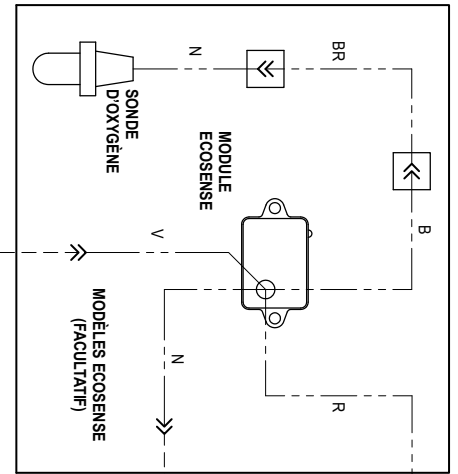 N
BR
SONDE
D'OXYGÈNE
MODULE
ECOSENSE
B
V
MODÈLES ECOSENSE
(FACULTATIF)
N
R